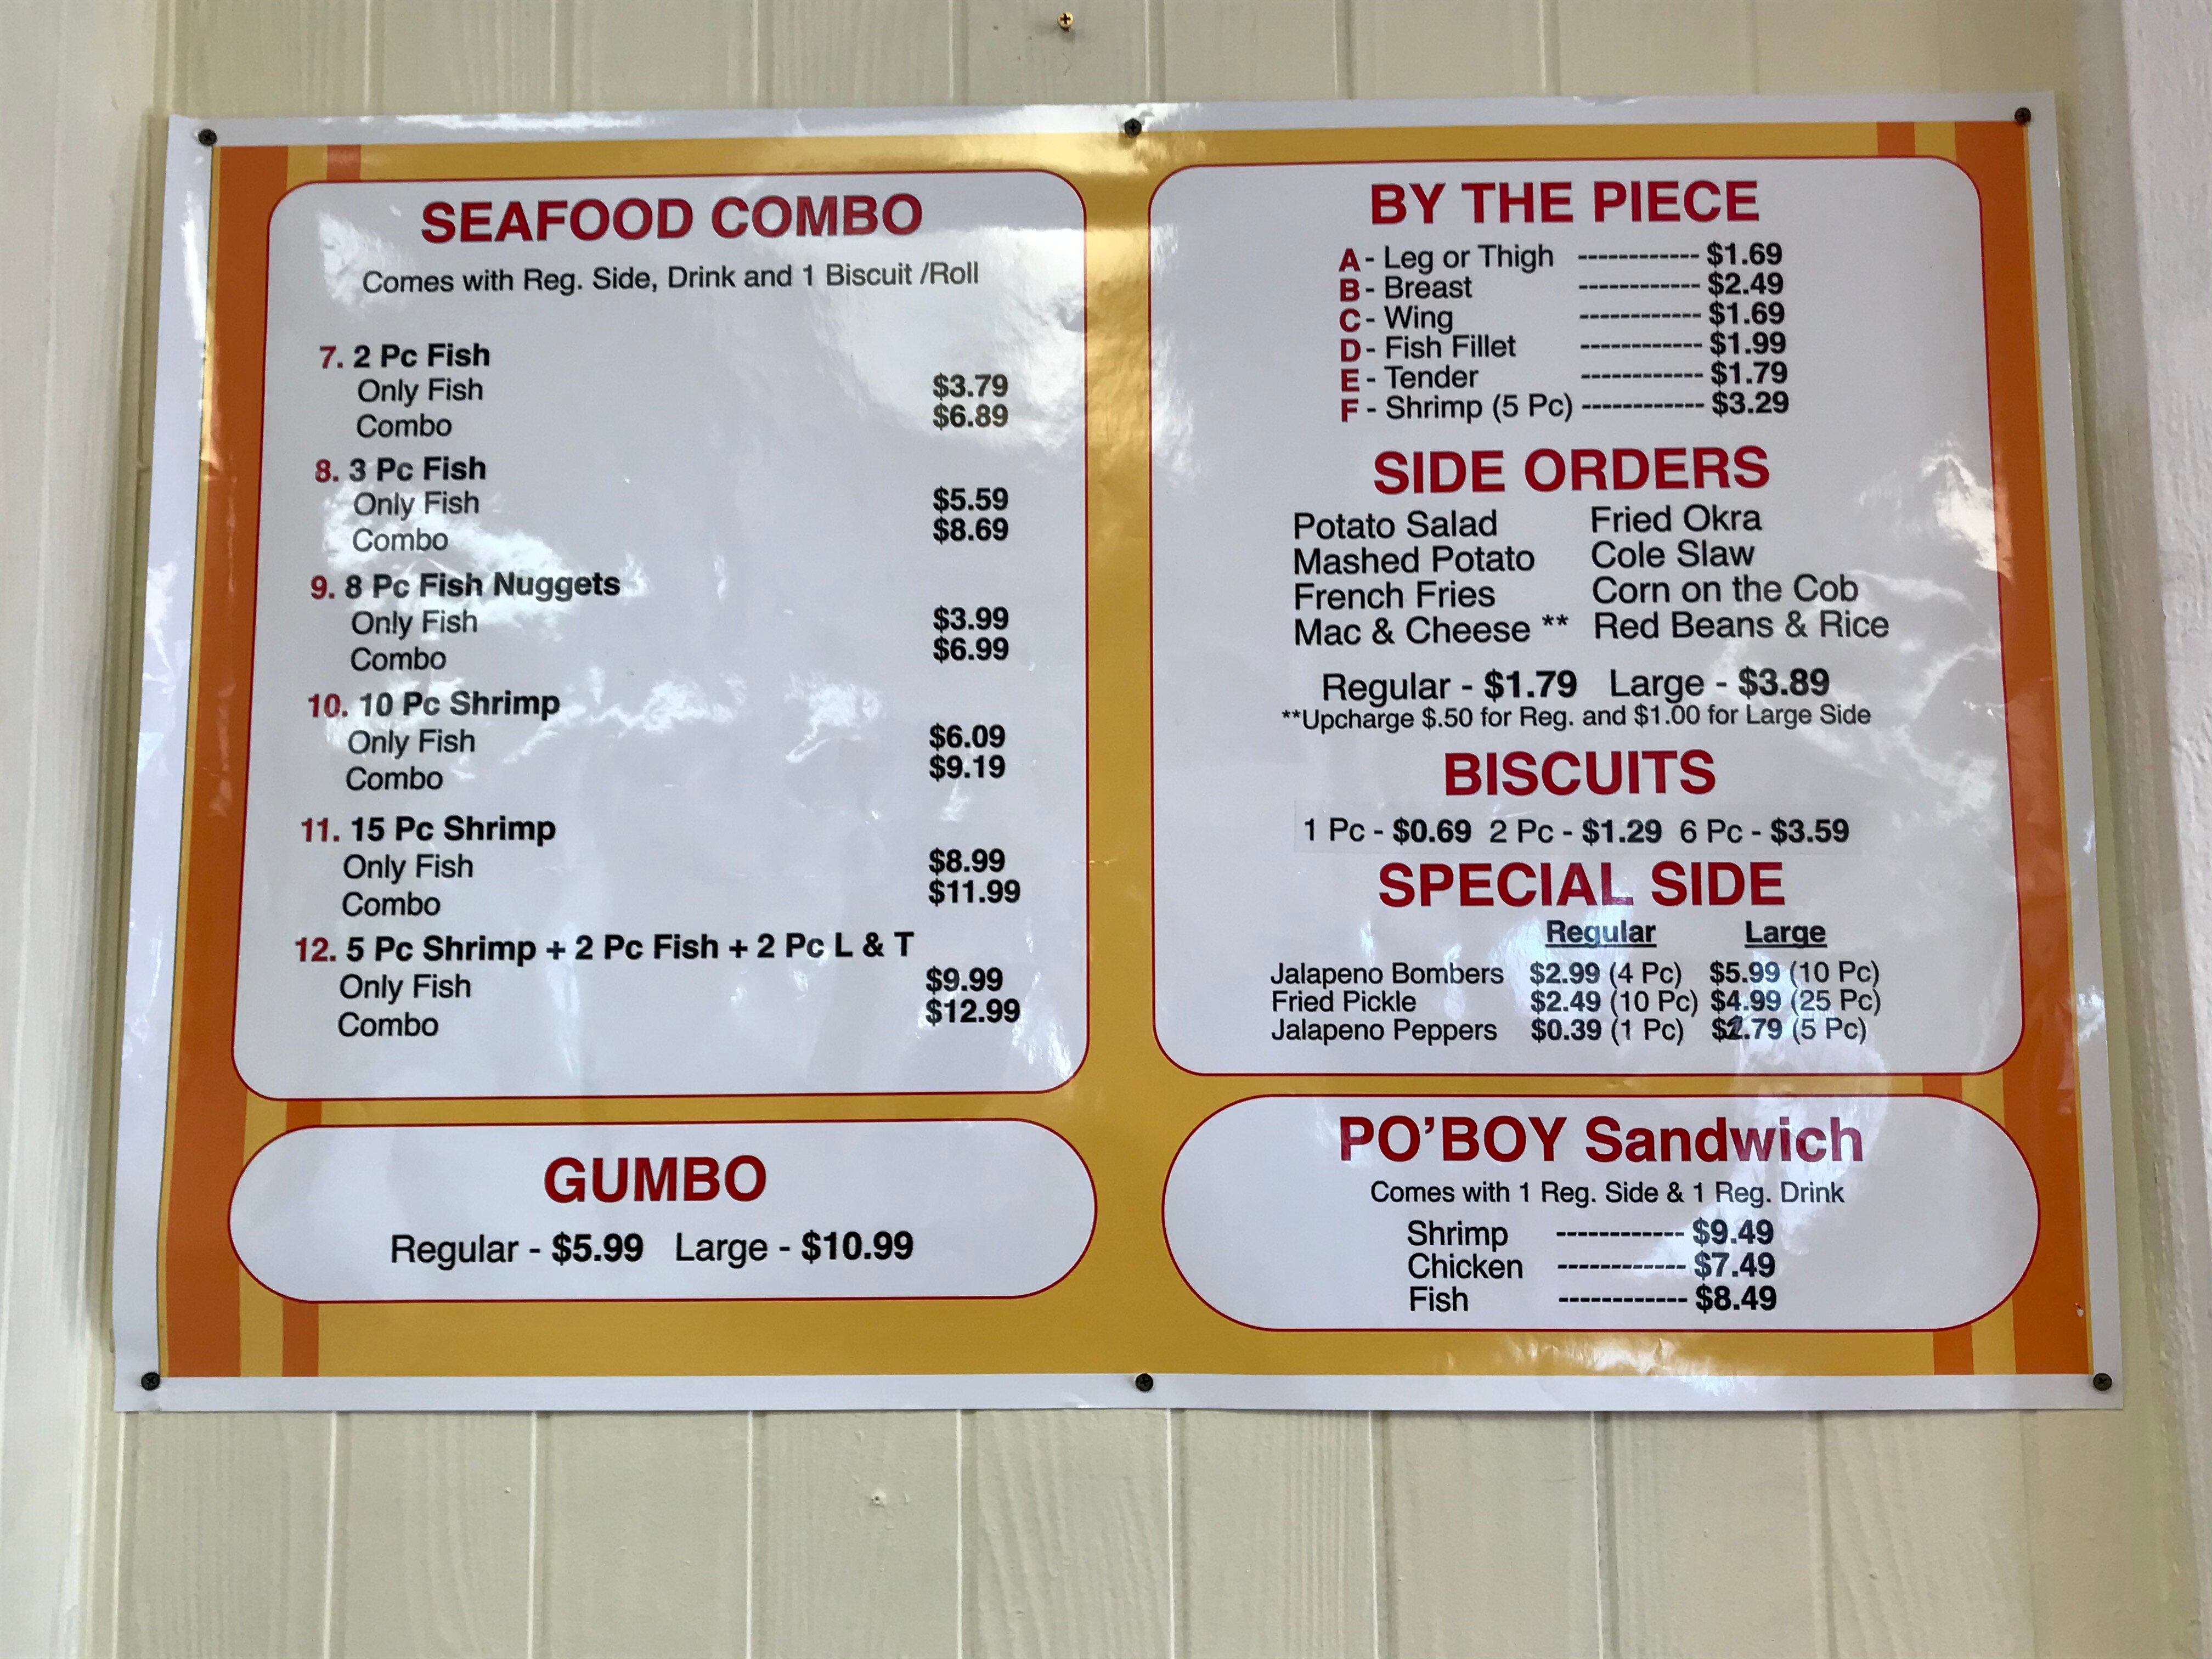 SEAFOOD COMBO
Comes with Reg. Side, Drink and 1 Biscuit /Roll
7. 2 Pc Fish
Only Fish $3.79
Combo $6.89
8. 3 Pc Fish
Only Fish $5.59
Combo $8.69
9. 8 Pc Fish Nuggets
Only Fish $3.99
Combo $6.99
10. 10 Pc Shrimp
Only Fish $6.09
Combo $9.19
11. 15 Pc Shrimp
Only Fish $8.99
Combo $11.99
12. 5 Pc Shrimp + 2 Pc Fish + 2 Pc L & T
Only Fish $9.99
Combo $12.99
GUMBO
Regular - $5.99 Large - $10.99
BY THE PIECE
A - Leg or Thigh ------------ $1.69
B - Breast ------------ $2.49
C - Wing ------------ $1.69
D - Fish Fillet ------------ $1.99
E - Tender ------------ $1.79
F - Shrimp (5 Pc) ------------ $3.29
SIDE ORDERS
Potato Salad Fried Okra
Mashed Potato Cole Slaw
French Fries Corn on the Cob
Mac & Cheese ** Red Beans & Rice
Regular - $1.79 Large - $3.89
**Upcharge $.50 for Reg. and $1.00 for Large Side
BISCUITS
1 Pc - $0.69 2 Pc - $1.29 6 Pc - $3.59
SPECIAL SIDE
Regular Large
Jalapeno Bombers $2.99 (4 Pc) $5.99 (10 Pc)
Fried Pickle $2.49 (10 Pc) $4.99 (25 Pc)
Jalapeno Peppers $0.39 (1 Pc) (5 Pc)
PO'BOY Sandwich
Comes with 1 Reg. Side & 1 Reg. Drink
Shrimp ------------ $9.49
Chicken ------------ $7.49
Fish ------------ $8.49